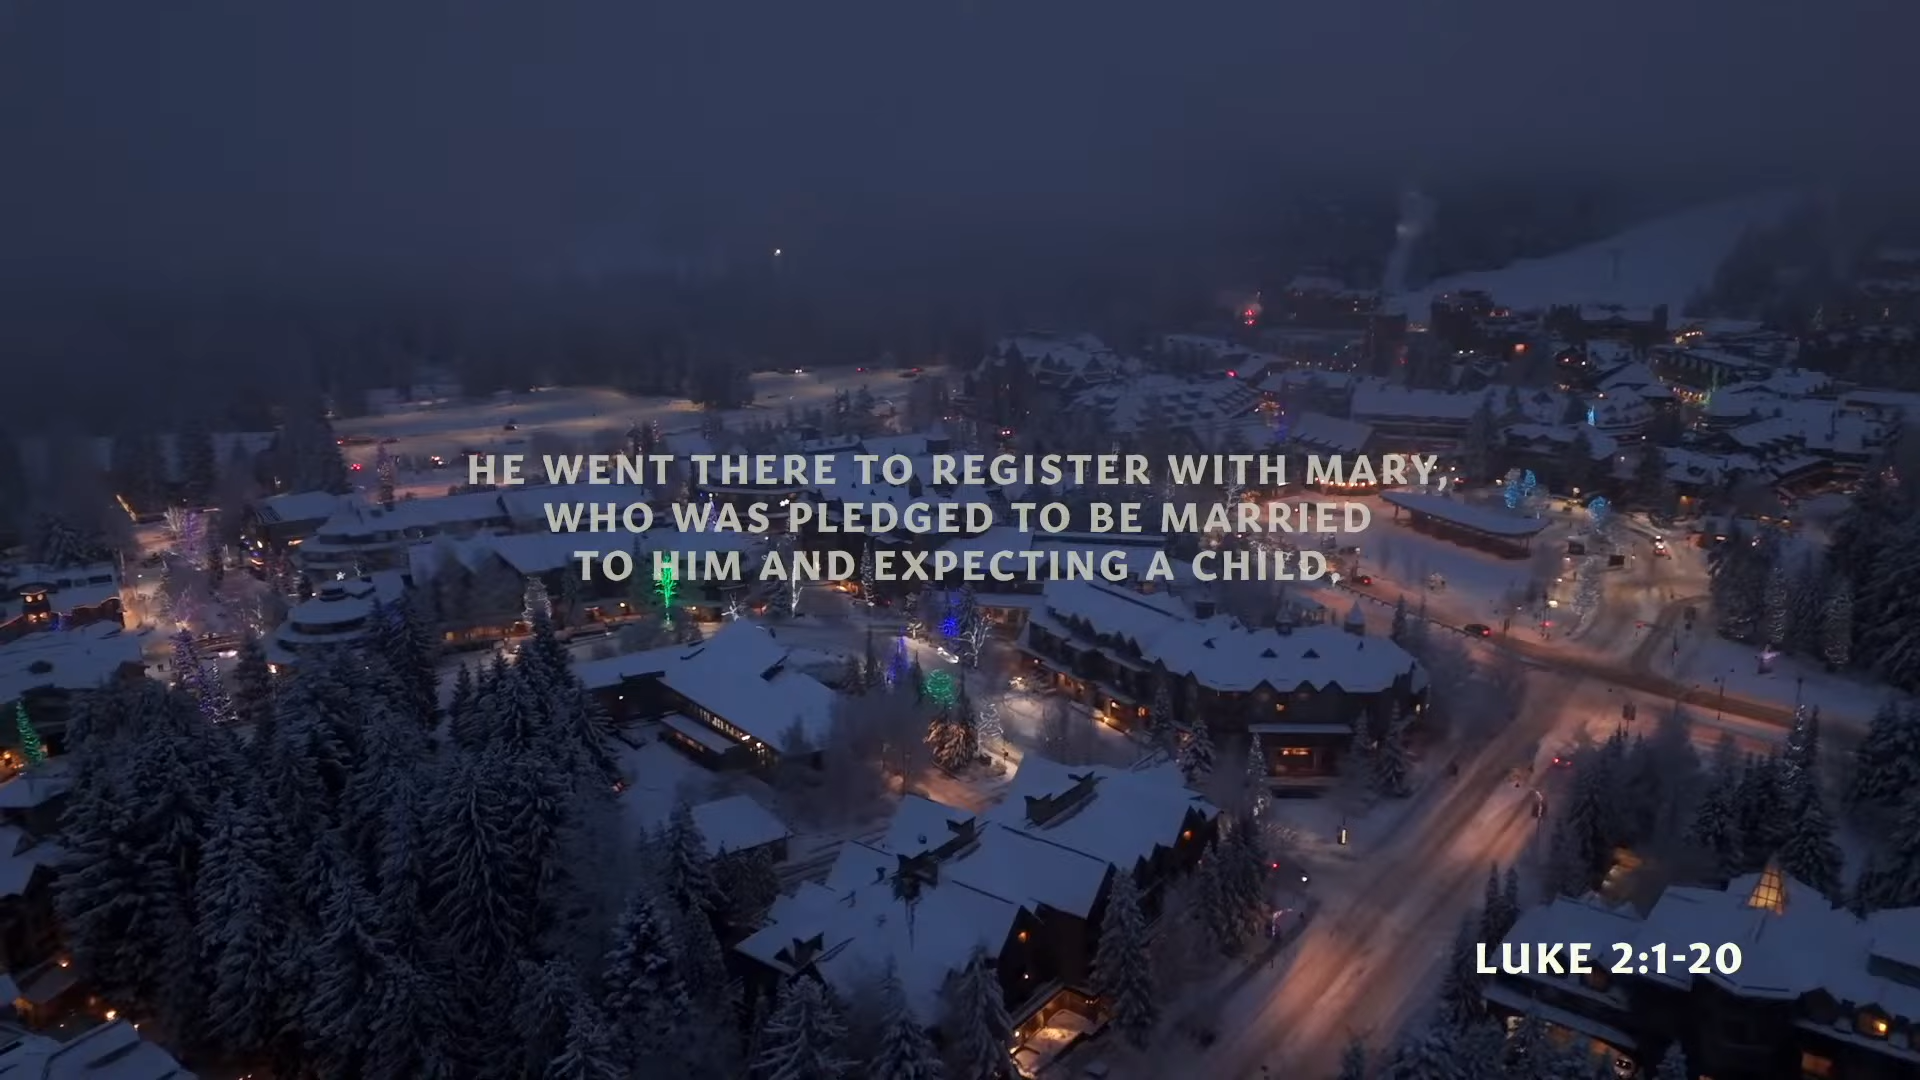 HE WENT THERE TO REGISTER WITH MARY,
WHO WAS PLEDGED TO BE MARRIED
TO HIM AND EXPECTING A CHILD.
LUKE 2:1-20